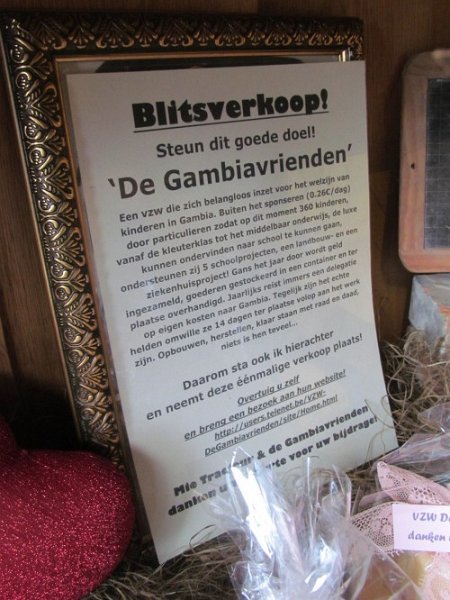 Blitsverkoop!
Steun dit goede doel!
‘De Gambiavrienden’
Een vzw die zich belangloos inzet voor het welzijn van
kinderen in Gambia. Buiten het sponseren (0.26€/dag)
door particulieren zodat op dit moment 360 kinderen,
vanaf de kleuterklas tot het middelbaar onderwijs, de luxe
kunnen ondervinden naar school te kunnen gaan,
ondersteunen zij 5 schoolprojecten, een landbouw- en een
ziekenhuisproject! Gans het jaar door wordt geld
ingezameld, goederen gestockeerd in een container en ter
plaatse overhandigd. Jaarlijks reist immers een delegatie
op eigen kosten naar Gambia. Tegelijk zijn het echte
helden omwille ze 14 dagen ter plaatse volop aan het werk
zijn. Opbouwen, herstellen, klaar staan met raad en daad,
niets is hen teveel...
Daarom sta ook ik hierachter
en neemt deze éénmalige verkoop plaats!
Overtuig u zelf
en breng een bezoek aan hun website!
http://users.telenet.be/VZW-
DeGambiavrienden/site/Home.html
Mie & de Gambiavrienden
danken voor uw bijdrage!
VZW
danken